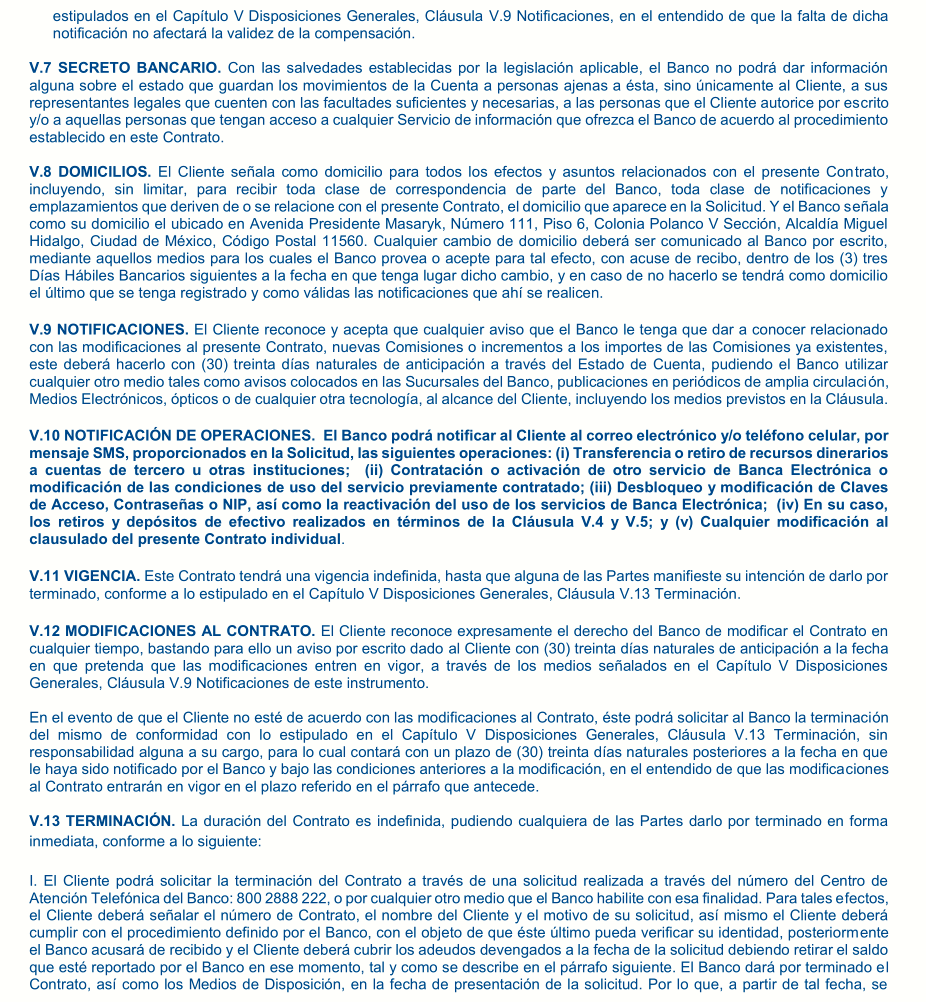 estipulados en el Capítulo V Disposiciones Generales, Cláusula V.9 Notificaciones, en el entendido de que la falta de dicha
notificación no afectará la validez de la compensación.
V.7 SECRETO BANCARIO. Con las salvedades establecidas por la legislación aplicable, el Banco no podrá dar información
alguna sobre el estado que guardan los movimientos de la Cuenta a personas ajenas a ésta, sino únicamente al Cliente, a sus
representantes legales que cuenten con las facultades suficientes y necesarias, a las personas que el Cliente autorice por escrito
y/o a aquellas personas que tengan acceso a cualquier Servicio de información que ofrezca el Banco de acuerdo al procedimiento
establecido en este Contrato.
V.8 DOMICILIOS. El Cliente señala como domicilio para todos los efectos y asuntos relacionados con el presente Contrato,
incluyendo, sin limitar, para recibir toda clase de correspondencia de parte del Banco, toda clase de notificaciones y
emplazamientos que deriven de o se relacione con el presente Contrato, el domicilio que aparece en la Solicitud. Y el Banco señala
como su domicilio el ubicado en Avenida Presidente Masaryk, Número 111, Piso 6, Colonia Polanco V Sección, Alcaldía Miguel
Hidalgo, Ciudad de México, Código Postal 11560. Cualquier cambio de domicilio deberá ser comunicado al Banco por escrito,
mediante aquellos medios para los cuales el Banco provea o acepte para tal efecto, con acuse de recibo, dentro de los (3) tres
Días Hábiles Bancarios siguientes a la fecha en que tenga lugar dicho cambio, y en caso de no hacerlo se tendrá como domicilio
el último que se tenga registrado y como válidas las notificaciones que ahí se realicen.
V.9 NOTIFICACIONES. El Cliente reconoce y acepta que cualquier aviso que el Banco le tenga que dar a conocer relacionado
con las modificaciones al presente Contrato, nuevas Comisiones o incrementos a los importes de las Comisiones ya existentes,
este deberá hacerlo con (30) treinta días naturales de anticipación a través del Estado de Cuenta, pudiendo el Banco utilizar
cualquier otro medio tales como avisos colocados en las Sucursales del Banco, publicaciones en periódicos de amplia circulación,
Medios Electrónicos, ópticos o de cualquier otra tecnología, al alcance del Cliente, incluyendo los medios previstos en la Cláusula.
V.10 NOTIFICACIÓN DE OPERACIONES. El Banco podrá notificar al Cliente al correo electrónico y/o teléfono celular, por
mensaje SMS, proporcionados en la Solicitud, las siguientes operaciones: (i) Transferencia o retiro de recursos dinerarios
a cuentas de tercero u otras instituciones; (ii) Contratación o activación de otro servicio de Banca Electrónica o
modificación de las condiciones de uso del servicio previamente contratado; (iii) Desbloqueo y modificación de Claves
de Acceso, Contraseñas o NIP, así como la reactivación del uso de los servicios de Banca Electrónica; (iv) En su caso,
los retiros y depósitos de efectivo realizados en términos de la Cláusula V.4 y V.5; y (v) Cualquier modificación al
clausulado del presente Contrato individual.
V.11 VIGENCIA. Este Contrato tendrá una vigencia indefinida, hasta que alguna de las Partes manifieste su intención de darlo por
terminado, conforme a lo estipulado en el Capítulo V Disposiciones Generales, Cláusula V.13 Terminación.
V.12 MODIFICACIONES AL CONTRATO. El Cliente reconoce expresamente el derecho del Banco de modificar el Contrato en
cualquier tiempo, bastando para ello un aviso por escrito dado al Cliente con (30) treinta días naturales de anticipación a la fecha
en que pretenda que las modificaciones entren en vigor, a través de los medios señalados en el Capítulo V Disposiciones
Generales, Cláusula V.9 Notificaciones de este instrumento.
En el evento de que el Cliente no esté de acuerdo con las modificaciones al Contrato, éste podrá solicitar al Banco la terminación
del mismo de conformidad con lo estipulado en el Capítulo V Disposiciones Generales, Cláusula V.13 Terminación, sin
responsabilidad alguna a su cargo, para lo cual contará con un plazo de (30) treinta días naturales posteriores a la fecha en que
le haya sido notificado por el Banco y bajo las condiciones anteriores a la modificación, en el entendido de que las modificaciones
al Contrato entrarán en vigor en el plazo referido en el párrafo que antecede.
V.13 TERMINACIÓN. La duración del Contrato es indefinida, pudiendo cualquiera de las Partes darlo por terminado en forma
inmediata, conforme a lo siguiente:
I. El Cliente podrá solicitar la terminación del Contrato a través de una solicitud realizada a través del número del Centro de
Atención Telefónica del Banco: 800 2888 222, o por cualquier otro medio que el Banco habilite con esa finalidad. Para tales efectos,
el Cliente deberá señalar el número de Contrato, el nombre del Cliente y el motivo de su solicitud, así mismo el Cliente deberá
cumplir con el procedimiento definido por el Banco, con el objeto de que éste último pueda verificar su identidad, posteriormente
el Banco acusará de recibido y el Cliente deberá cubrir los adeudos devengados a la fecha de la solicitud debiendo retirar el saldo
que esté reportado por el Banco en ese momento, tal y como se describe en el párrafo siguiente. El Banco dará por terminado el
Contrato, así como los Medios de Disposición, en la fecha de presentación de la solicitud. Por lo que, a partir de tal fecha, se